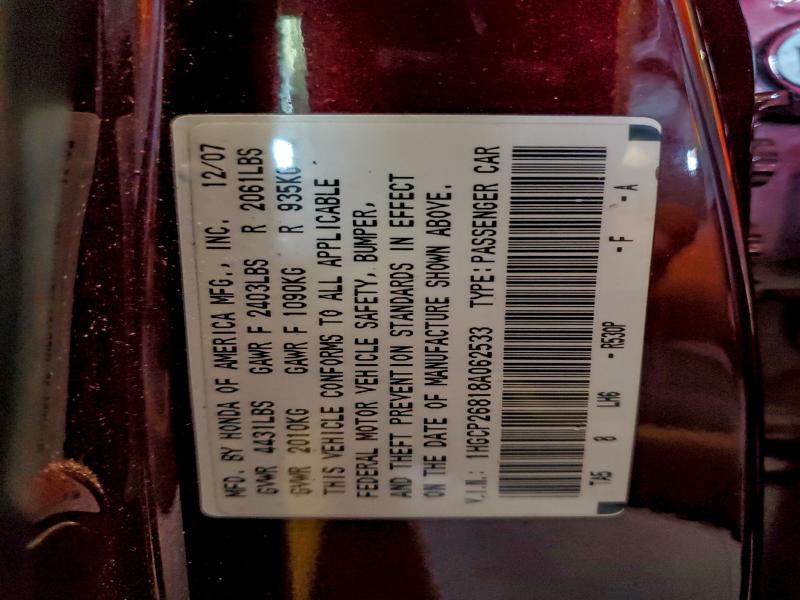 MFD. BY HONDA OF AMERICA MFG., INC. 12/07
GVWR 4431LBS GAWR F 2403LBS R 2061LBS
GVWR 2010KG GAWR F 1090KG R 935KG
THIS VEHICLE CONFORMS TO ALL APPLICABLE
FEDERAL MOTOR VEHICLE SAFETY, BUMPER,
AND THEFT PREVENTION STANDARDS IN EFFECT
ON THE DATE OF MANUFACTURE SHOWN ABOVE.
V.I.N.: 1HGCP26818A062533 TYPE: PASSENGER CAR
TA5 8 LH6 -R530P -F -A